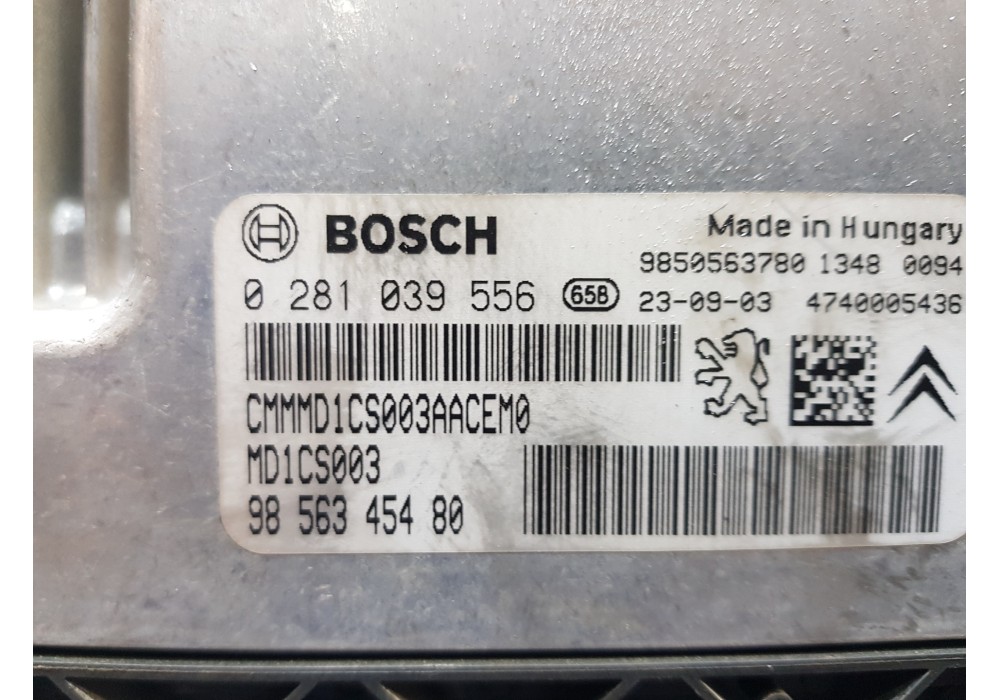 BOSCH
Made in Hungary
9850563780 1348 0094
0 281 039 556 65B 23-09-03 4740005436
CMMMD1CS003AACEM0
MD1CS003
98 563 454 80